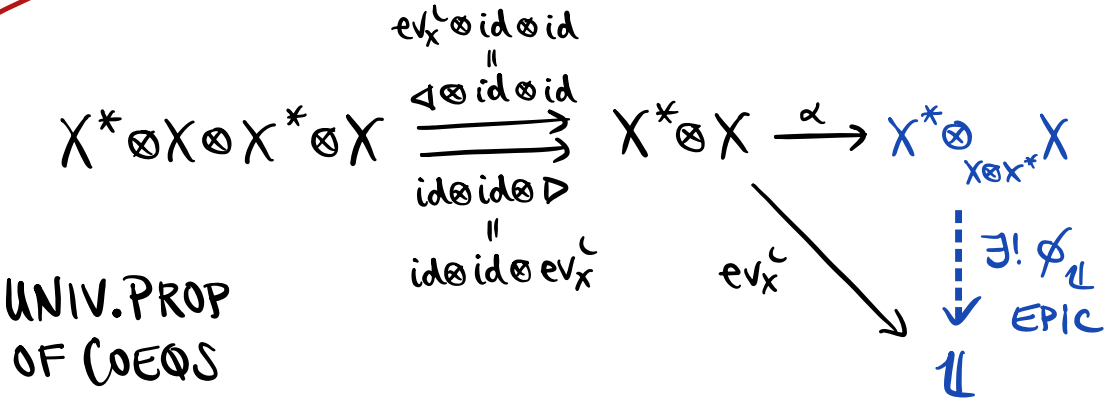 ev_X^L ⊗ id ⊗ id
=
◁ ⊗ id ⊗ id
X* ⊗ X ⊗ X* ⊗ X ⇉ X* ⊗ X →^α X* ⊗_{X⊗X*} X
id ⊗ id ⊗ ▷
=
id ⊗ id ⊗ ev_X^L
ev_X^L
∃! ϕ_𝟙
EPIC
𝟙
UNIV. PROP
OF COEQS